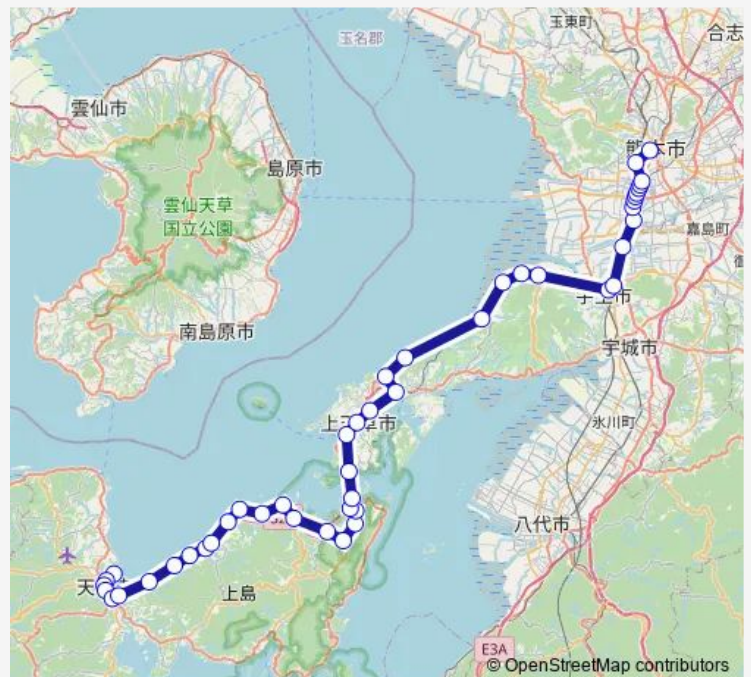 玉東町
合志
玉名郡
雲仙市
熊本市
島原市
雲仙天草
国立公園
嘉島町
御
宇土市
南島原市
宇城市
氷川町
上天草市
八代市
天
上島
E3A
© OpenStreetMap contributors